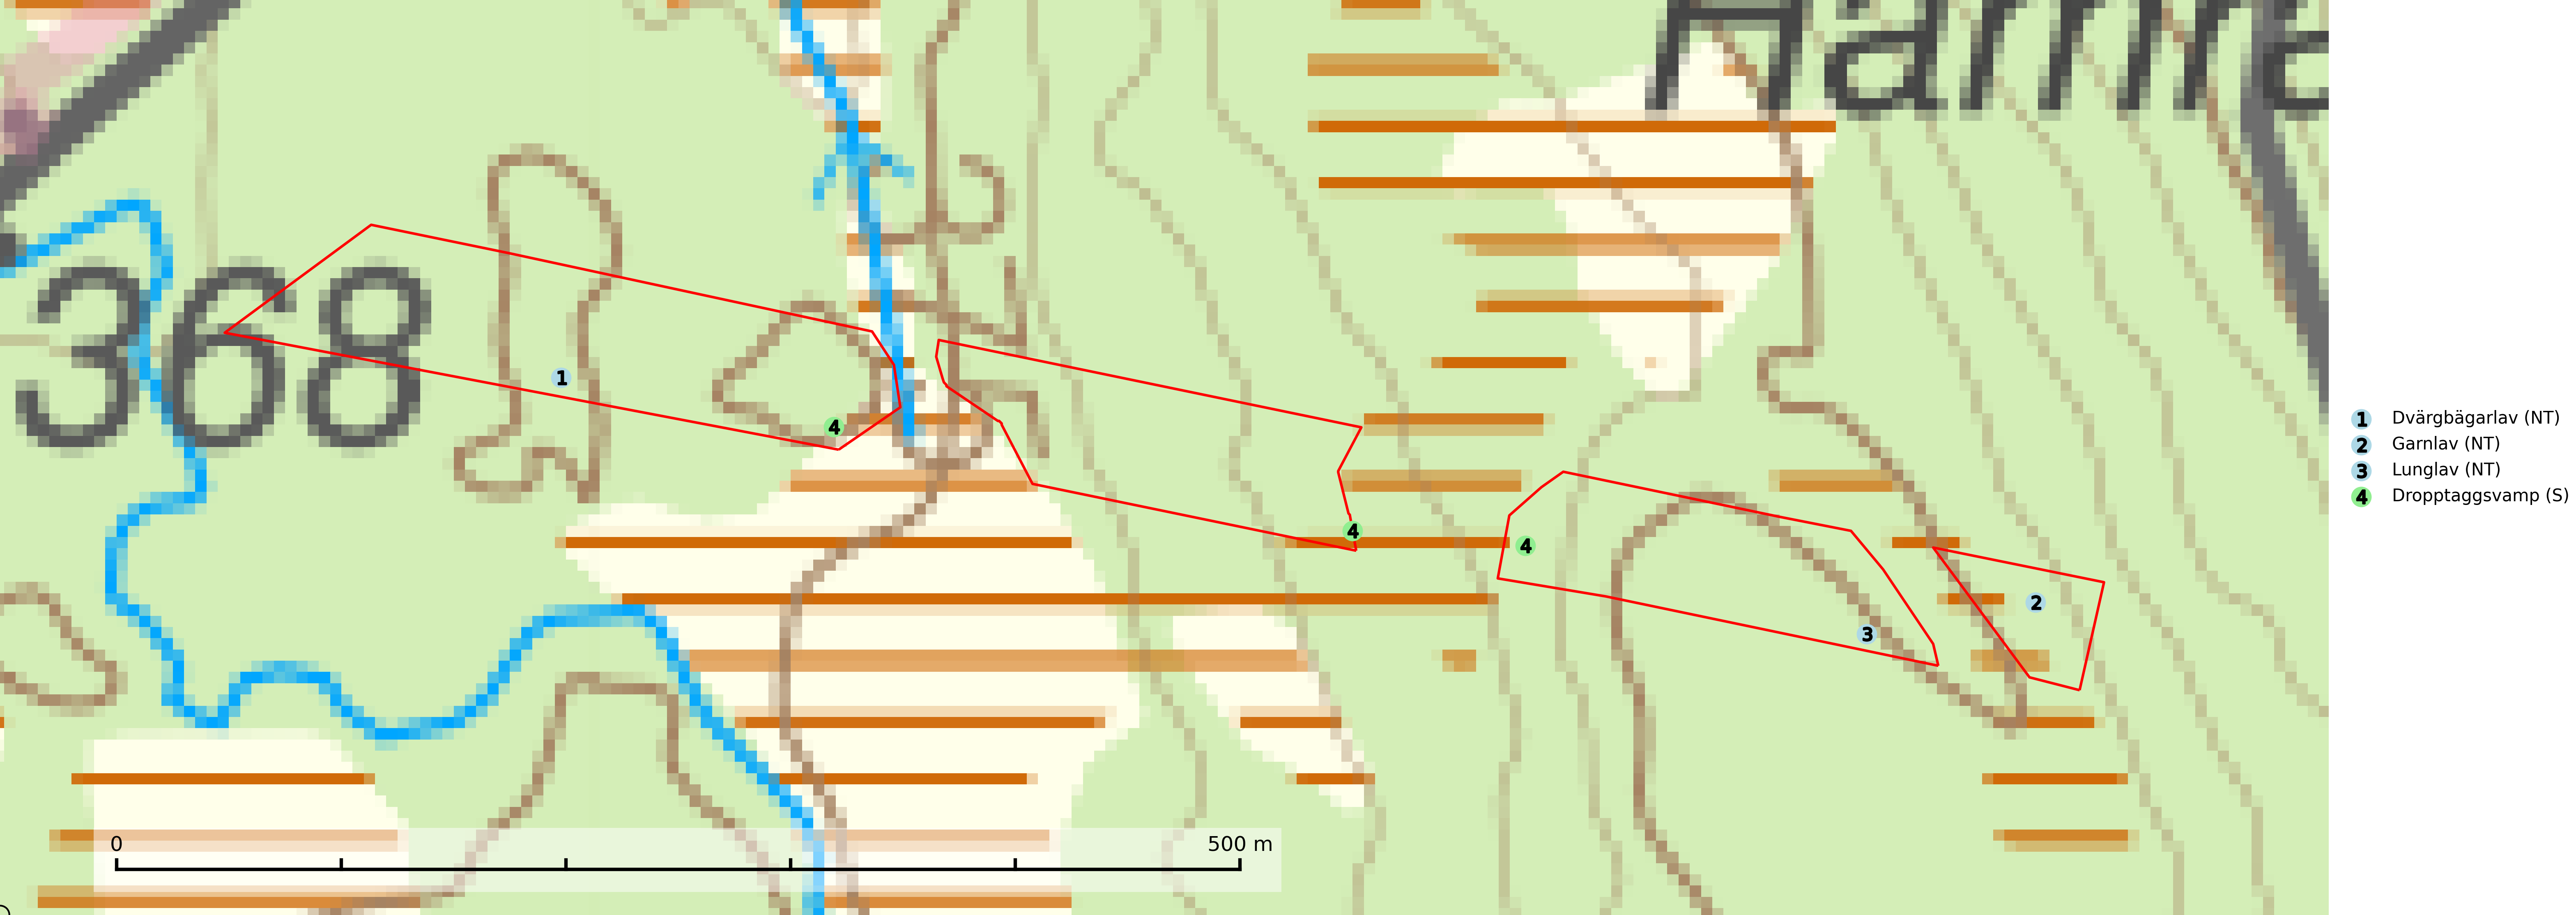 368
1
4
4
4
3
2
0
500 m
1 Dvärgbägarlav (NT)
2 Garnlav (NT)
3 Lunglav (NT)
4 Dropptaggsvamp (S)